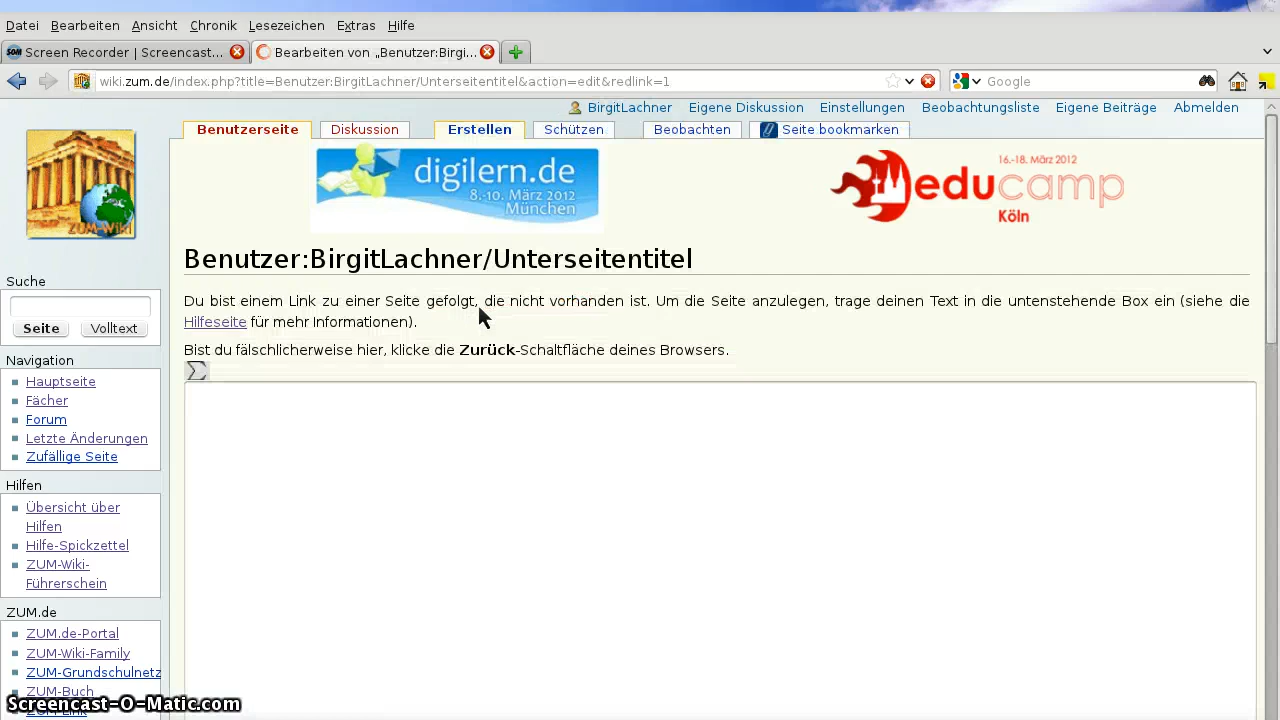 Datei Bearbeiten Ansicht Chronik Lesezeichen Extras Hilfe
Screen Recorder | Screencast... Bearbeiten von „Benutzer:Birgi...
wiki.zum.de/index.php?title=Benutzer:BirgitLachner/Unterseitentitel&action=edit&redlink=1 Google
BirgitLachner Eigene Diskussion Einstellungen Beobachtungsliste Eigene Beiträge Abmelden
Benutzerseite Diskussion Erstellen Schützen Beobachten Seite bookmarken
ZUM-Wiki
digilern.de
8.-10. März 2012
München
16.-18. März 2012
educamp
Köln
Benutzer:BirgitLachner/Unterseitentitel
Du bist einem Link zu einer Seite gefolgt, die nicht vorhanden ist. Um die Seite anzulegen, trage deinen Text in die untenstehende Box ein (siehe die
Hilfeseite für mehr Informationen).
Bist du fälschlicherweise hier, klicke die Zurück-Schaltfläche deines Browsers.
Suche
Seite Volltext
Navigation
Hauptseite
Fächer
Forum
Letzte Änderungen
Zufällige Seite
Hilfen
Übersicht über
Hilfen
Hilfe-Spickzettel
ZUM-Wiki-
Führerschein
ZUM.de
ZUM.de-Portal
ZUM-Wiki-Family
ZUM-Grundschulnetz
ZUM-Buch
Screencast-O-Matic.com